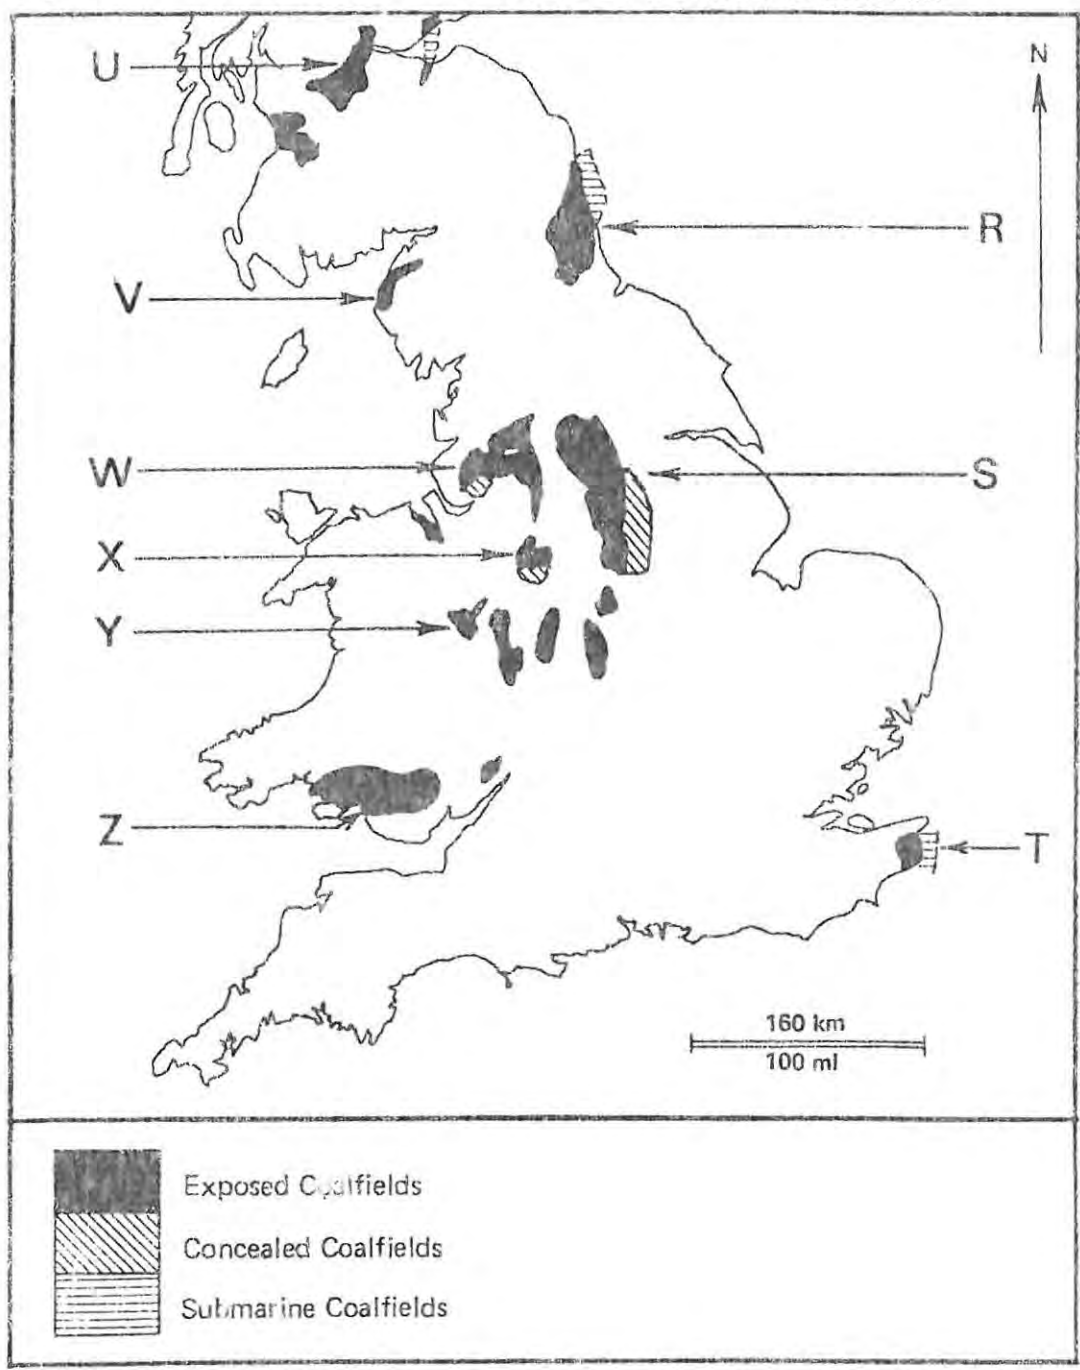 N
U
R
V
W
S
X
Y
Z
T
160 km
100 ml
Exposed Coalfields
Concealed Coalfields
Submarine Coalfields